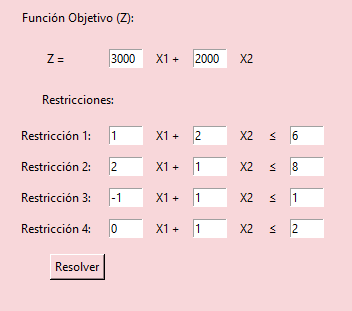 Función Objetivo (Z):
Z = 3000 X1 + 2000 X2
Restricciones:
Restricción 1: 1 X1 + 2 X2 ≤ 6
Restricción 2: 2 X1 + 1 X2 ≤ 8
Restricción 3: -1 X1 + 1 X2 ≤ 1
Restricción 4: 0 X1 + 1 X2 ≤ 2
Resolver